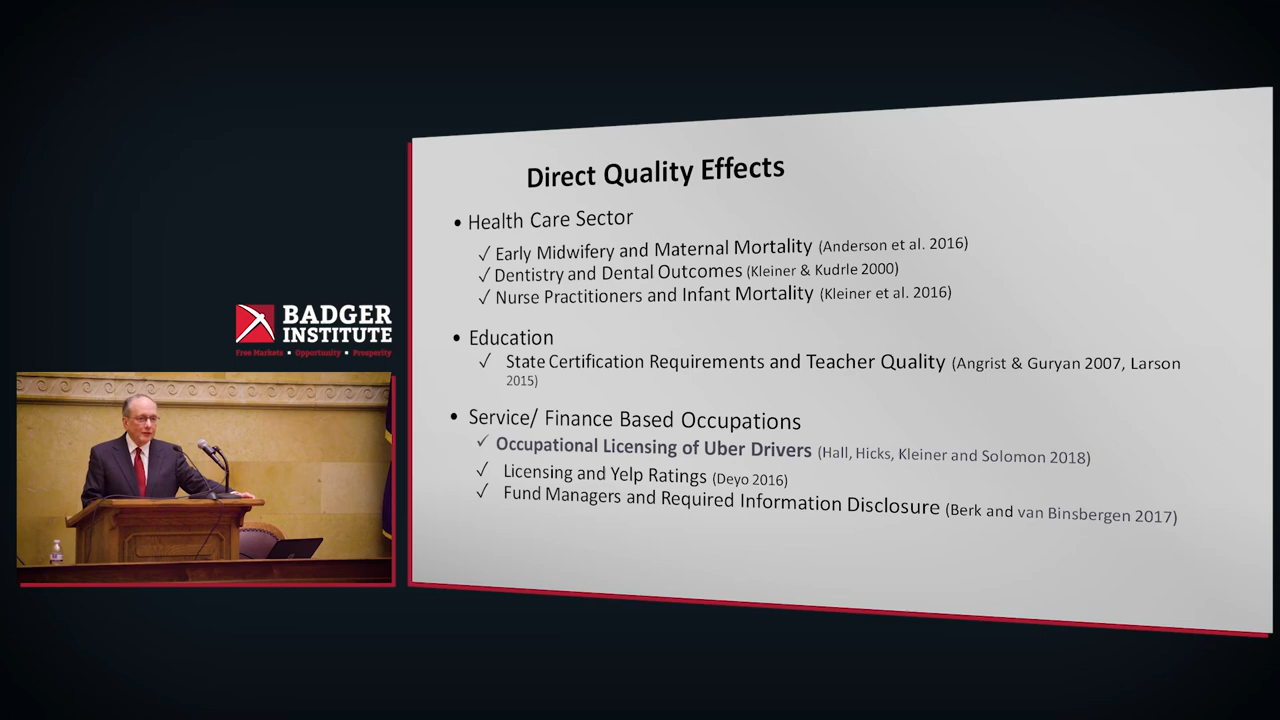 BADGER
INSTITUTE
Free Markets ▪ Opportunity ▪ Prosperity
Direct Quality Effects
• Health Care Sector
✓ Early Midwifery and Maternal Mortality (Anderson et al. 2016)
✓ Dentistry and Dental Outcomes (Kleiner & Kudrle 2000)
✓ Nurse Practitioners and Infant Mortality (Kleiner et al. 2016)
• Education
✓ State Certification Requirements and Teacher Quality (Angrist & Guryan 2007, Larson
2015)
• Service/ Finance Based Occupations
✓ Occupational Licensing of Uber Drivers (Hall, Hicks, Kleiner and Solomon 2018)
✓ Licensing and Yelp Ratings (Deyo 2016)
✓ Fund Managers and Required Information Disclosure (Berk and van Binsbergen 2017)